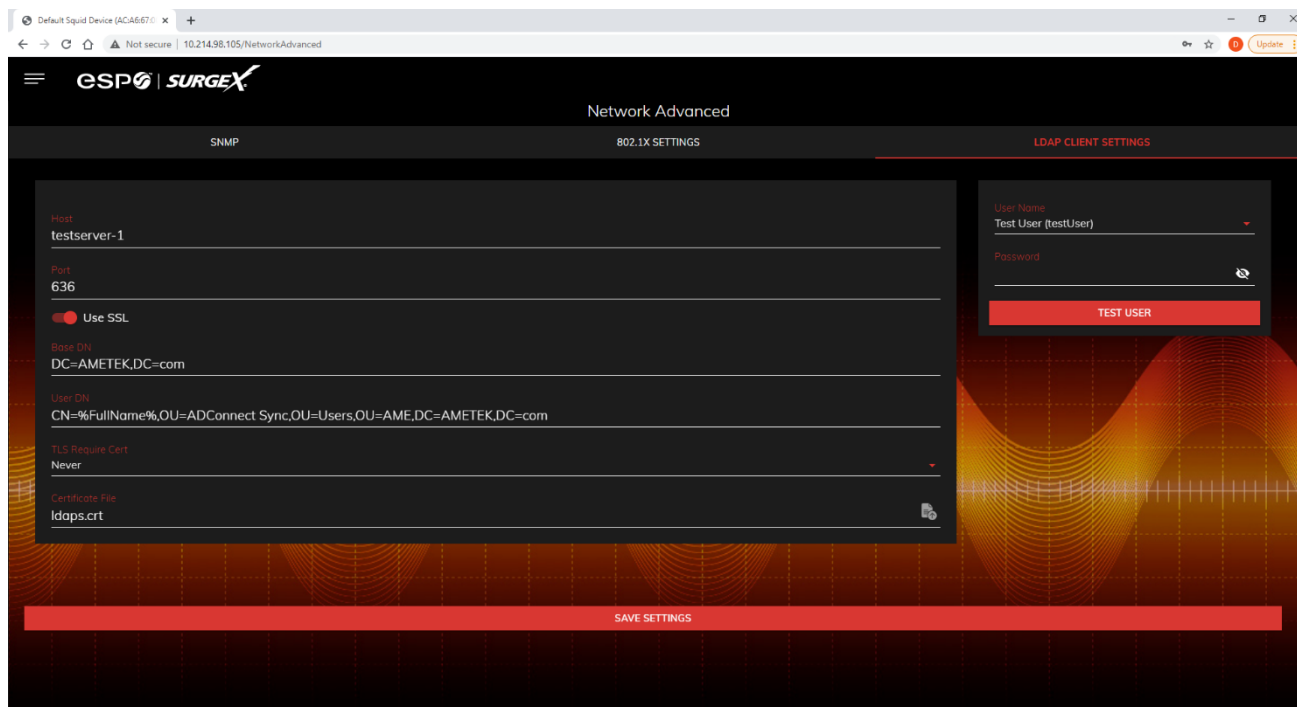 Default Squid Device (AC:A6:67:0
Not secure | 10.214.98.105/NetworkAdvanced
D
Update
esp | SURGEX
Network Advanced
SNMP
802.1X SETTINGS
LDAP CLIENT SETTINGS
Host
testserver-1
Port
636
Use SSL
Base DN
DC=AMETEK,DC=com
User DN
CN=%FullName%,OU=ADConnect Sync,OU=Users,OU=AME,DC=AMETEK,DC=com
TLS Require Cert
Never
Certificate File
ldaps.crt
User Name
Test User (testUser)
Password
TEST USER
SAVE SETTINGS